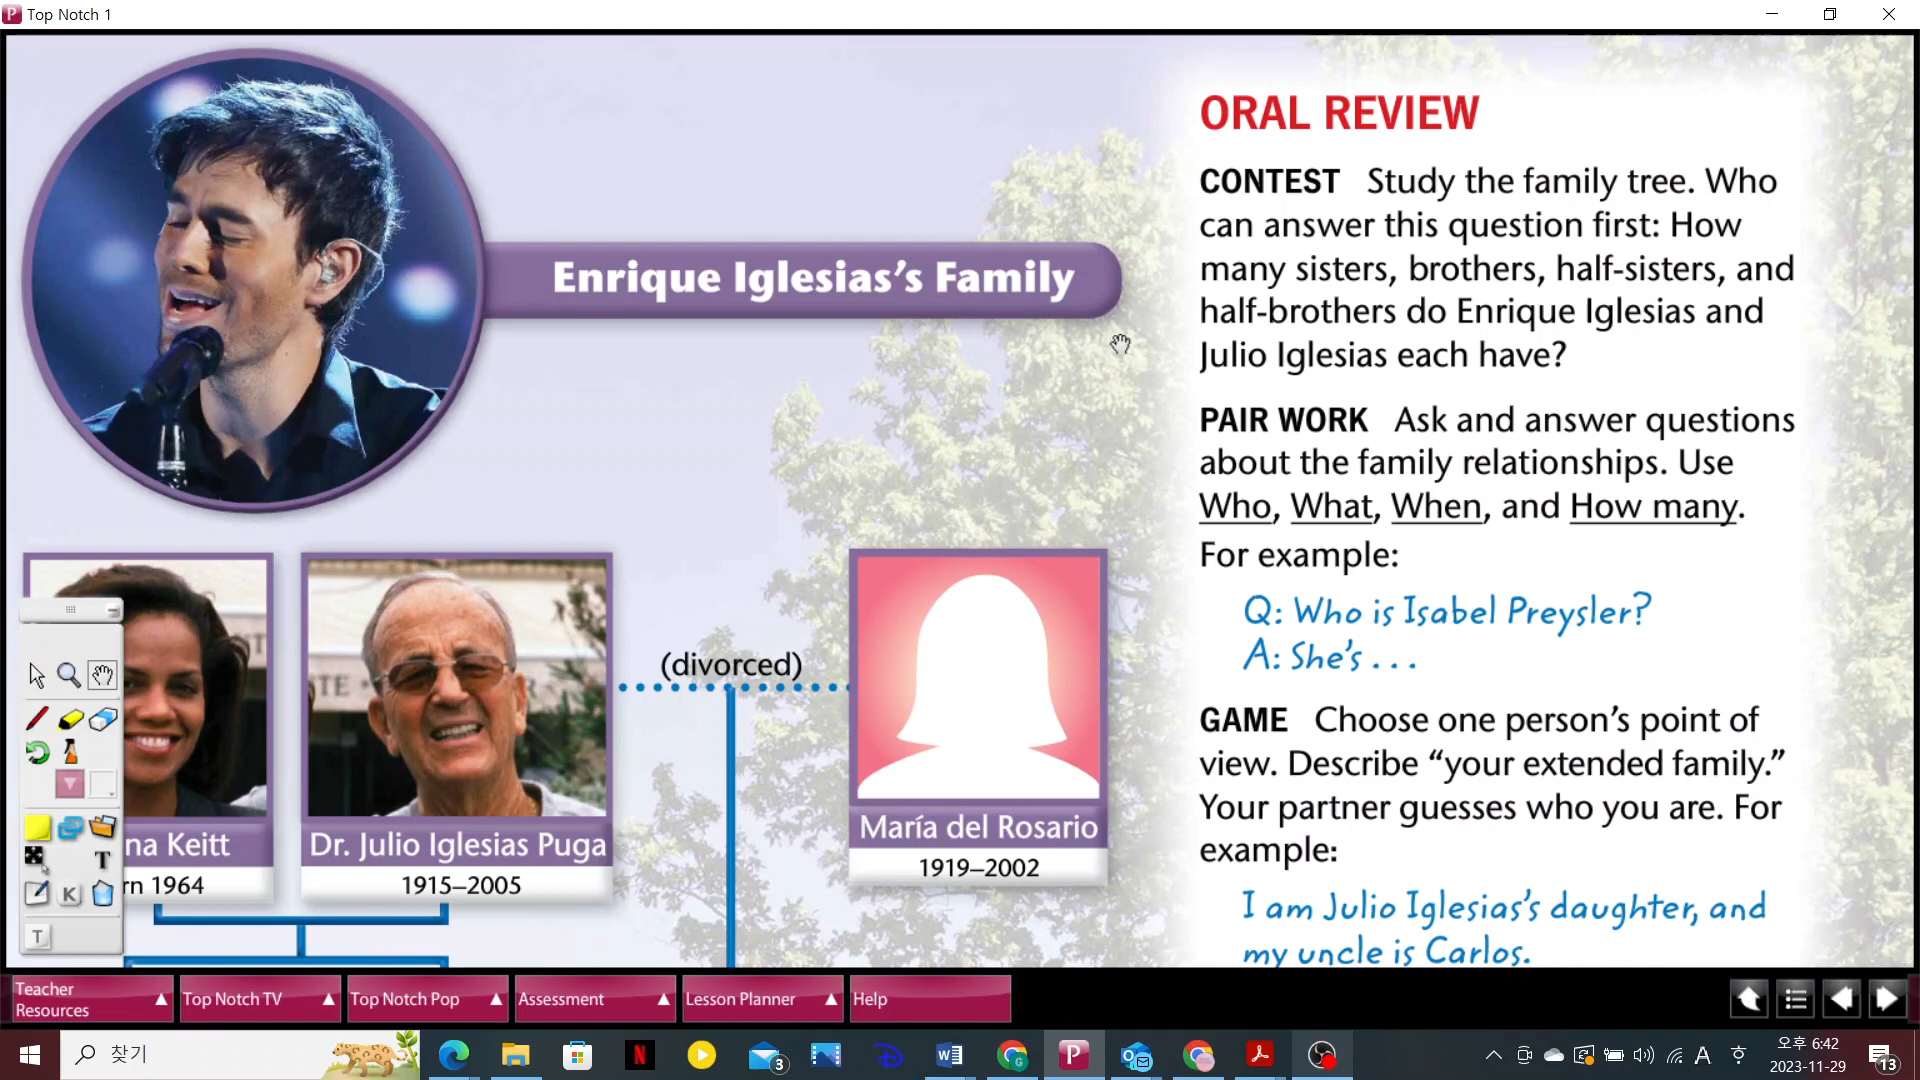 Top Notch 1
Enrique Iglesias's Family
ORAL REVIEW
CONTEST Study the family tree. Who
can answer this question first: How
many sisters, brothers, half-sisters, and
half-brothers do Enrique Iglesias and
Julio Iglesias each have?
PAIR WORK Ask and answer questions
about the family relationships. Use
Who, What, When, and How many.
For example:
Q: Who is Isabel Preysler?
A: She's . . .
GAME Choose one person's point of
view. Describe "your extended family."
Your partner guesses who you are. For
example:
I am Julio Iglesias's daughter, and
my uncle is Carlos.
(divorced)
na Keitt
rn 1964
Dr. Julio Iglesias Puga
1915–2005
María del Rosario
1919–2002
T
K
T
Teacher
Resources
Top Notch TV
Top Notch Pop
Assessment
Lesson Planner
Help
찾기
3
A
오후 6:42
2023-11-29
13